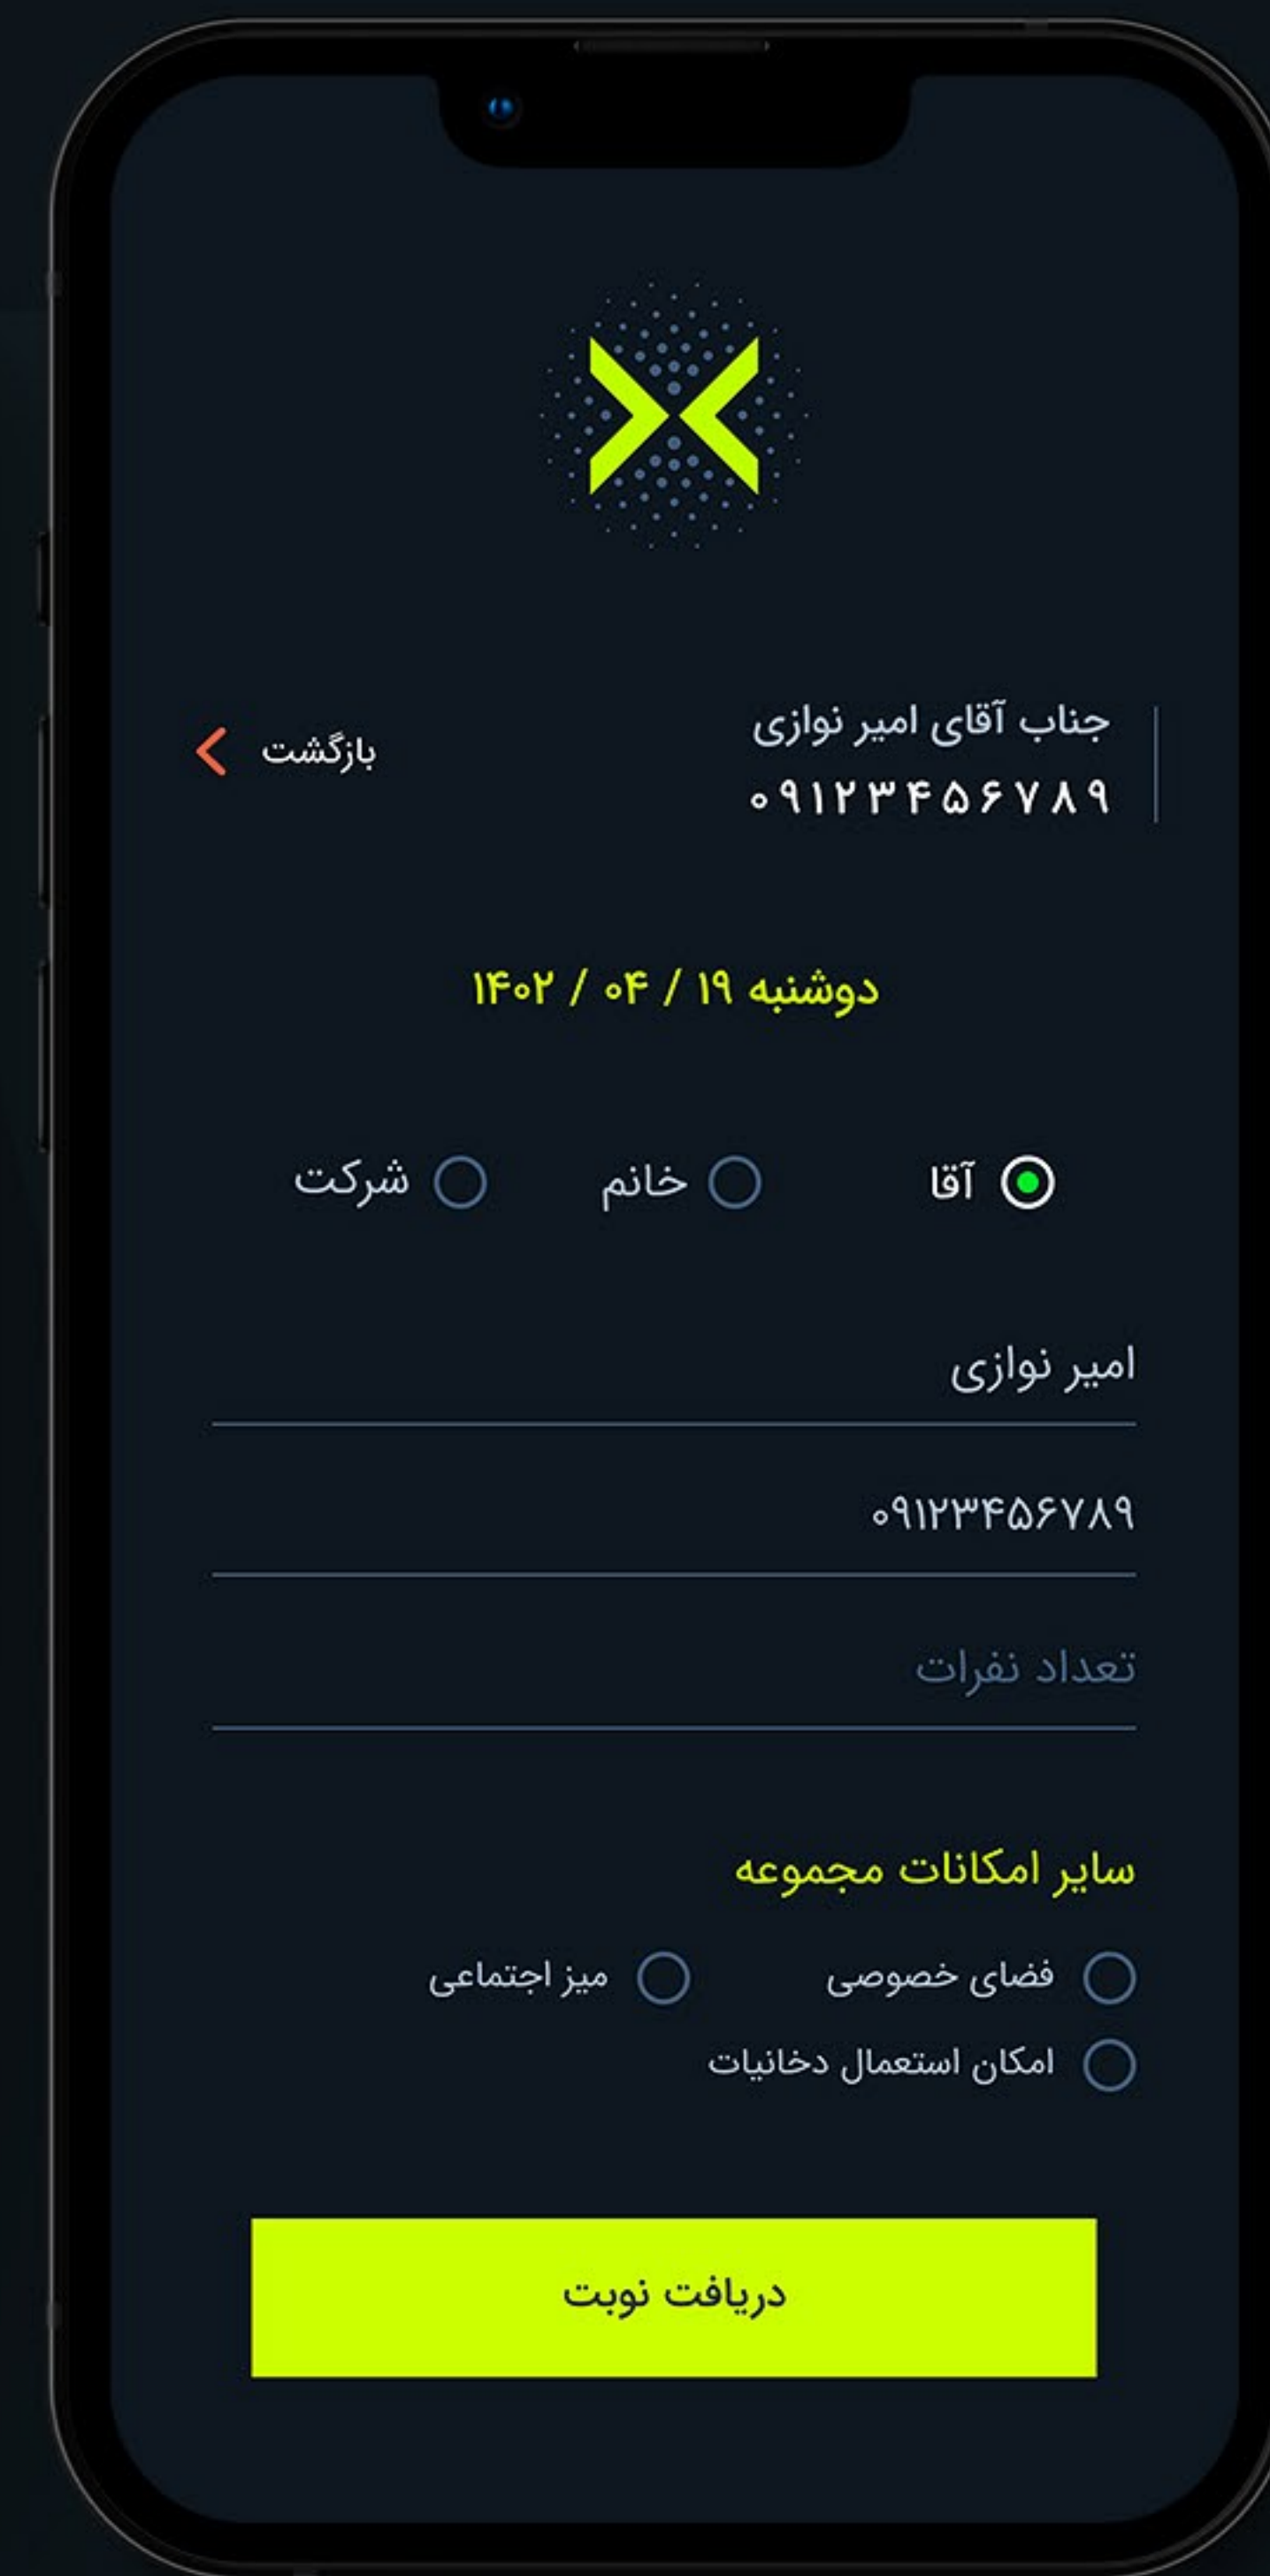 جناب آقای امیر نوازی
۰۹۱۲۳۴۵۶۷۸۹
بازگشت
دوشنبه ۱۹ / ۰۴ / ۱۴۰۲
آقا خانم شرکت
امیر نوازی
۰۹۱۲۳۴۵۶۷۸۹
تعداد نفرات
سایر امکانات مجموعه
فضای خصوصی میز اجتماعی
امکان استعمال دخانیات
دریافت نوبت